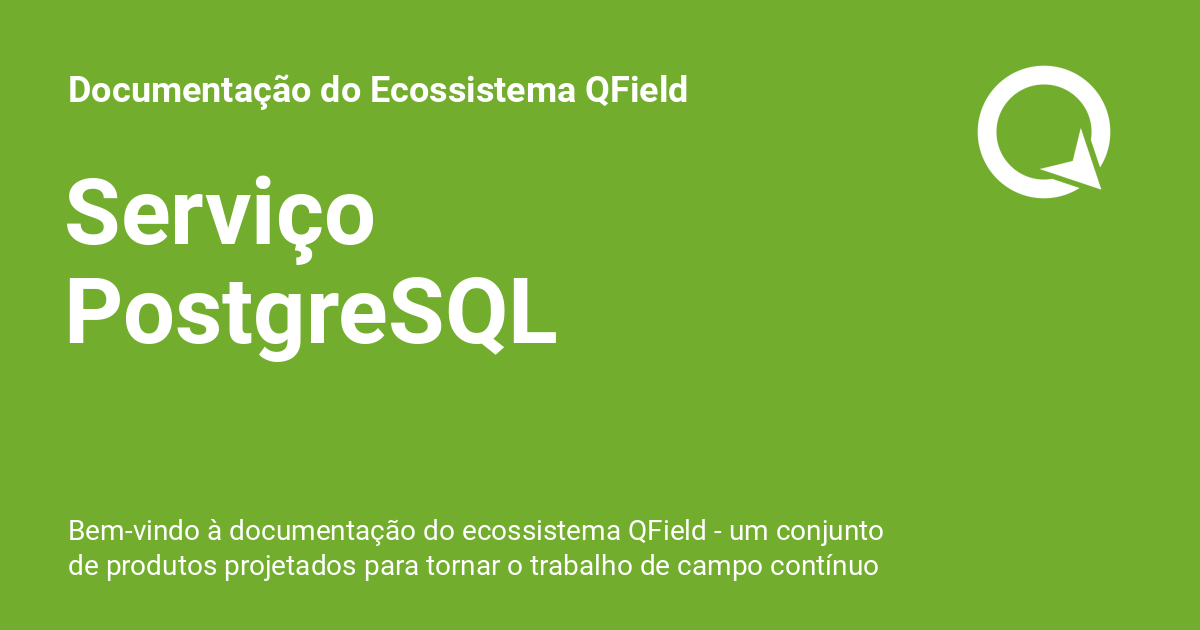 Documentação do Ecossistema QField
Serviço
PostgreSQL
Bem-vindo à documentação do ecossistema QField - um conjunto
de produtos projetados para tornar o trabalho de campo contínuo